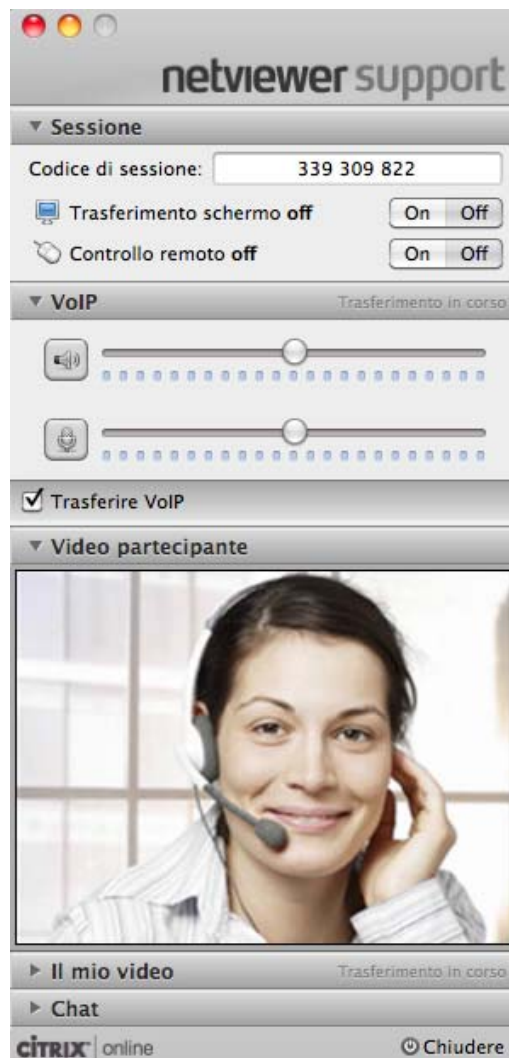 netviewer support
Sessione
Codice di sessione: 339 309 822
Trasferimento schermo off On Off
Controllo remoto off On Off
VoIP Trasferimento in corso
Trasferire VoIP
Video partecipante
Il mio video Trasferimento in corso
Chat
CITRIX online Chiudere